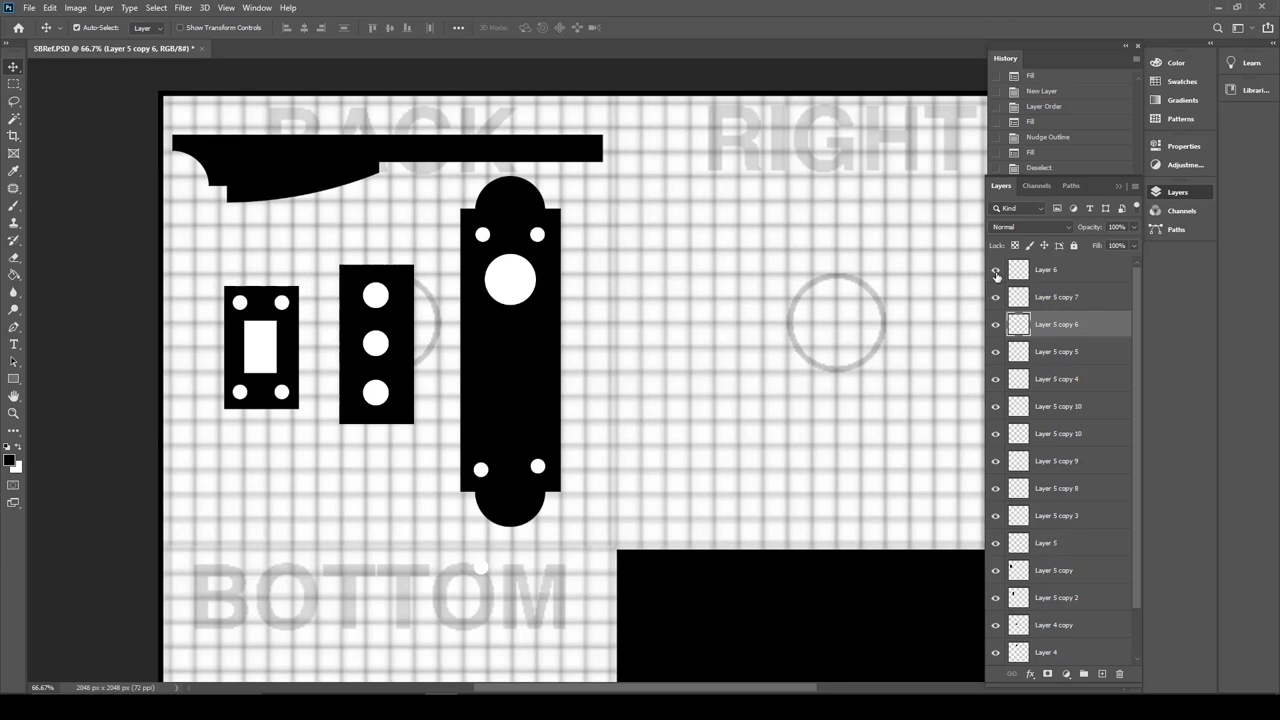 Ps File Edit Image Layer Type Select Filter 3D View Window Help
Auto-Select: Layer Show Transform Controls 3D Mode:
SBRef.PSD @ 66.7% (Layer 5 copy 6, RGB/8#) * ×
BACK
RIGHT
BOTTOM
History
Fill
New Layer
Layer Order
Fill
Nudge Outline
Fill
Deselect
Layers Channels Paths
Kind
Normal Opacity: 100%
Lock: Fill: 100%
Layer 6
Layer 5 copy 7
Layer 5 copy 6
Layer 5 copy 5
Layer 5 copy 4
Layer 5 copy 10
Layer 5 copy 10
Layer 5 copy 9
Layer 5 copy 8
Layer 5 copy 3
Layer 5
Layer 5 copy
Layer 5 copy 2
Layer 4 copy
Layer 4
fx
Color
Swatches
Gradients
Patterns
Properties
Adjustme...
Layers
Channels
Paths
Learn
Librari...
66.67% 2048 px x 2048 px (72 ppi)